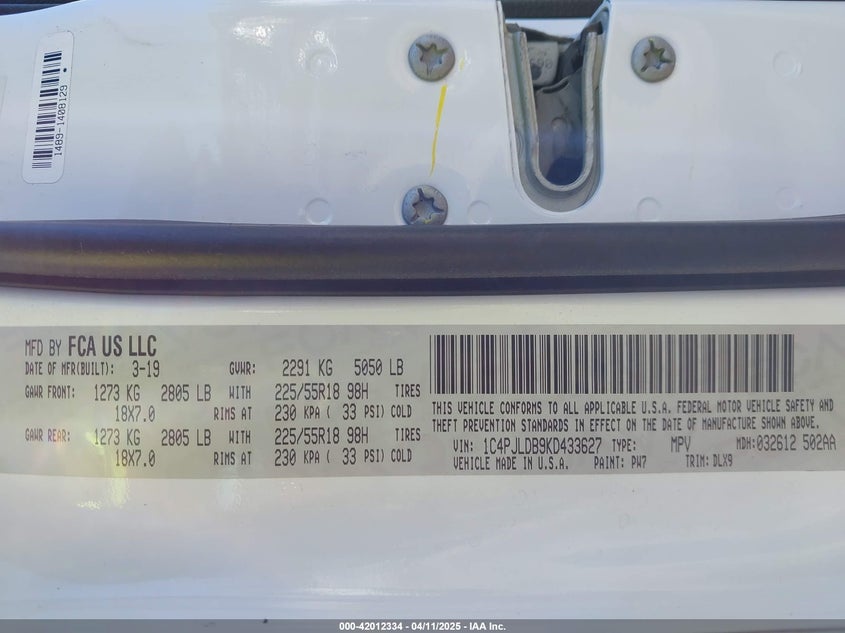 1489-1408129
MFD BY FCA US LLC
DATE OF MFR(BUILT): 3-19 GVWR: 2291 KG 5050 LB
GAWR FRONT: 1273 KG 2805 LB WITH 225/55R18 98H TIRES
18X7.0 RIMS AT 230 KPA ( 33 PSI) COLD
GAWR REAR: 1273 KG 2805 LB WITH 225/55R18 98H TIRES
18X7.0 RIMS AT 230 KPA ( 33 PSI) COLD
THIS VEHICLE CONFORMS TO ALL APPLICABLE U.S.A. FEDERAL MOTOR VEHICLE SAFETY AND
THEFT PREVENTION STANDARDS IN EFFECT ON THE DATE OF MANUFACTURE SHOWN ABOVE.
VIN: 1C4PJLDB9KD433627 TYPE: MPV MDH: 032612 502AA
VEHICLE MADE IN U.S.A. PAINT: PW7 TRIM: DLX9
000-42012334 - 04/11/2025 - IAA Inc.